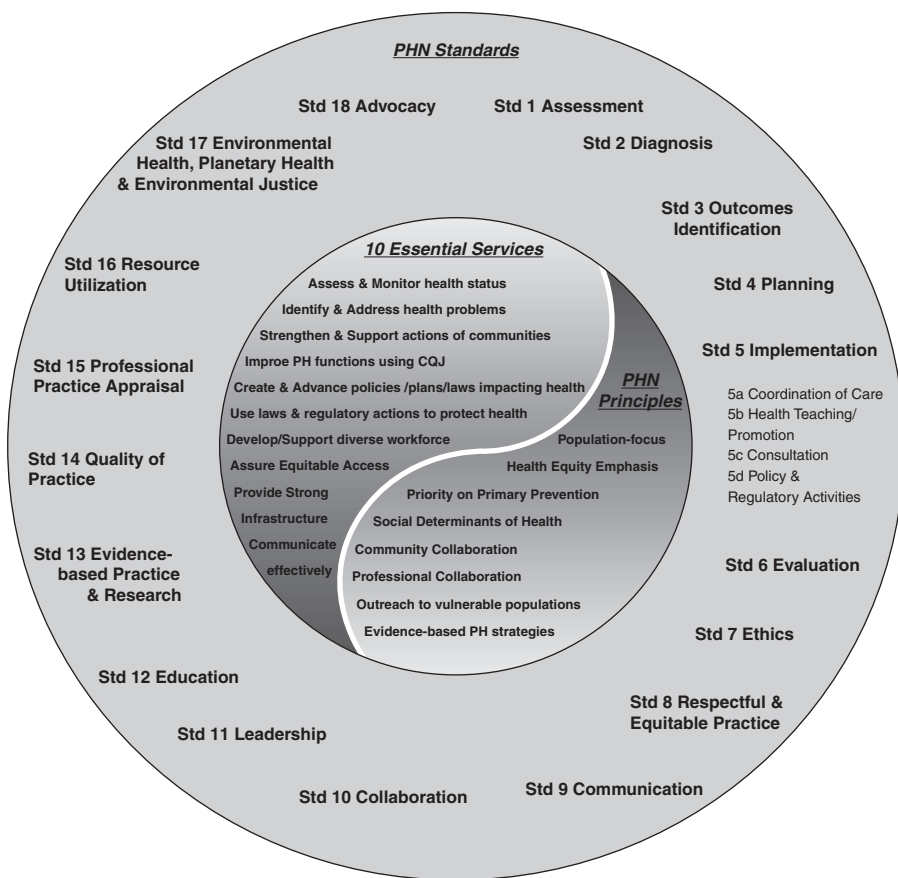 PHN Standards
Std 1 Assessment
Std 2 Diagnosis
Std 3 Outcomes
Identification
Std 4 Planning
Std 5 Implementation
5a Coordination of Care
5b Health Teaching/
Promotion
5c Consultation
5d Policy &
Regulatory Activities
Std 6 Evaluation
Std 7 Ethics
Std 8 Respectful &
Equitable Practice
Std 9 Communication
Std 10 Collaboration
Std 11 Leadership
Std 12 Education
Std 13 Evidence-
based Practice
& Research
Std 14 Quality of
Practice
Std 15 Professional
Practice Appraisal
Std 16 Resource
Utilization
Std 17 Environmental
Health, Planetary Health
& Environmental Justice
Std 18 Advocacy
10 Essential Services
Assess & Monitor health status
Identify & Address health problems
Strengthen & Support actions of communities
Improe PH functions using CQJ
Create & Advance policies /plans/laws impacting health
Use laws & regulatory actions to protect health
Develop/Support diverse workforce
Assure Equitable Access
Provide Strong
Infrastructure
Communicate
effectively
PHN
Principles
Population-focus
Health Equity Emphasis
Priority on Primary Prevention
Social Determinants of Health
Community Collaboration
Professional Collaboration
Outreach to vulnerable populations
Evidence-based PH strategies